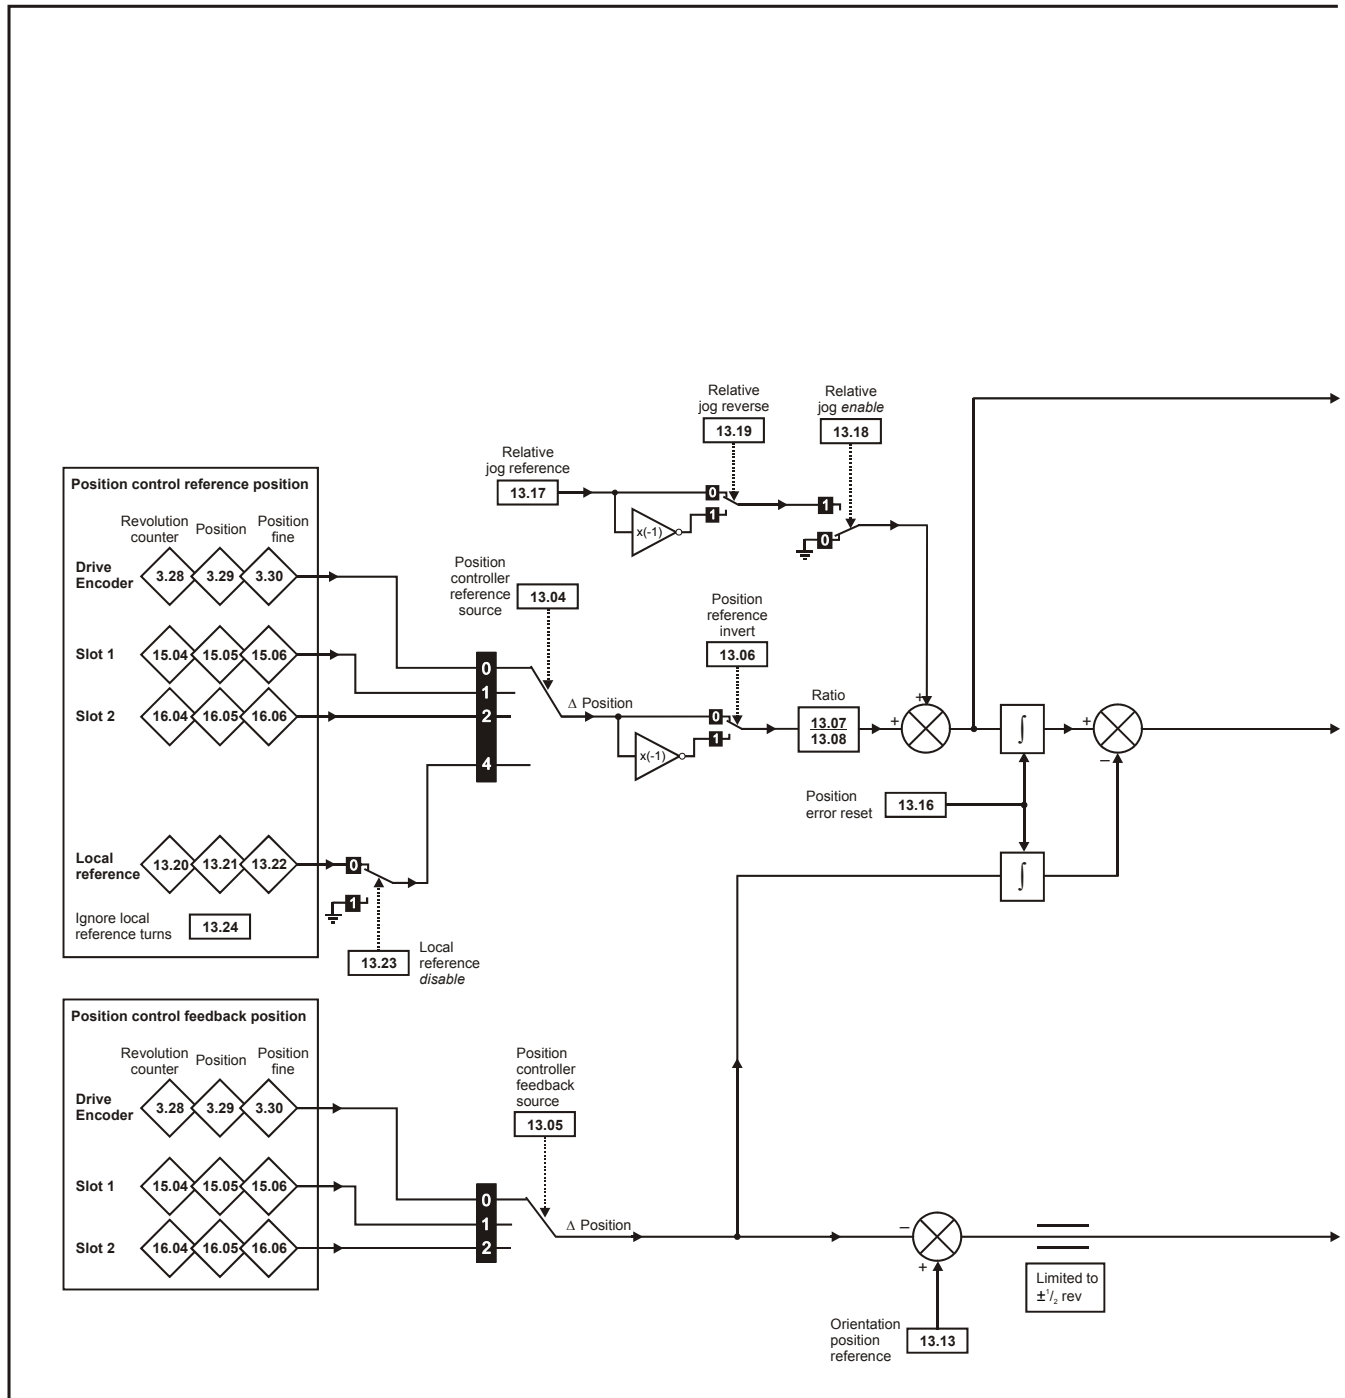 Relative
jog reverse
13.19
Relative
jog enable
13.18
Relative
jog reference
13.17
0
1
x(-1)
1
0
Position control reference position
Revolution
counter
Position
Position
fine
Drive
Encoder
3.28
3.29
3.30
Slot 1
15.04
15.05
15.06
Slot 2
16.04
16.05
16.06
Local
reference
13.20
13.21
13.22
Ignore local
reference turns
13.24
0
1
13.23
Local
reference
disable
Position
controller
reference
source
13.04
0
1
2
4
Δ Position
x(-1)
Position
reference
invert
13.06
0
1
Ratio
13.07
13.08
+
+
∫
+
−
Position
error reset
13.16
∫
Position control feedback position
Revolution
counter
Position
Position
fine
Drive
Encoder
3.28
3.29
3.30
Slot 1
15.04
15.05
15.06
Slot 2
16.04
16.05
16.06
Position
controller
feedback
source
13.05
0
1
2
Δ Position
−
+
Limited to
±1/2 rev
Orientation
position
reference
13.13